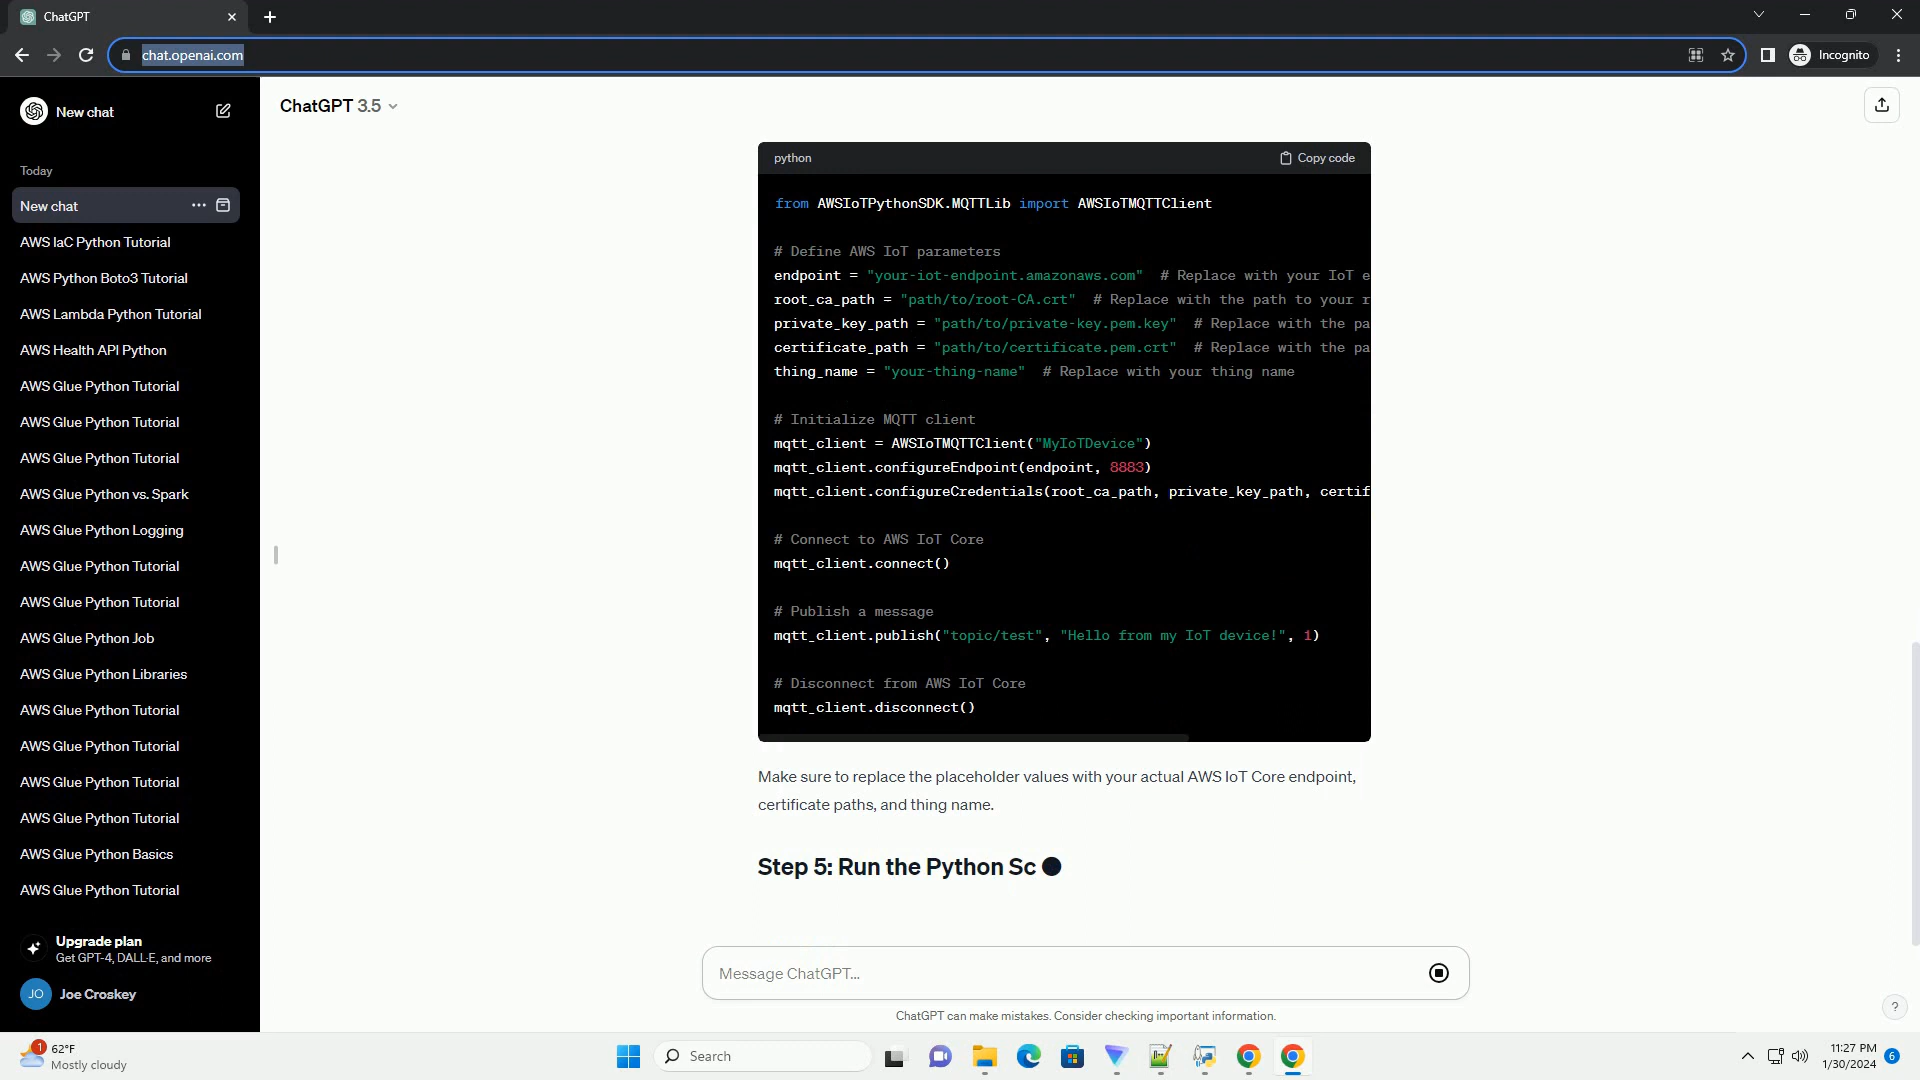 ChatGPT
chat.openai.com
Incognito
New chat
Today
New chat
AWS IaC Python Tutorial
AWS Python Boto3 Tutorial
AWS Lambda Python Tutorial
AWS Health API Python
AWS Glue Python Tutorial
AWS Glue Python Tutorial
AWS Glue Python Tutorial
AWS Glue Python vs. Spark
AWS Glue Python Logging
AWS Glue Python Tutorial
AWS Glue Python Tutorial
AWS Glue Python Job
AWS Glue Python Libraries
AWS Glue Python Tutorial
AWS Glue Python Tutorial
AWS Glue Python Tutorial
AWS Glue Python Tutorial
AWS Glue Python Basics
AWS Glue Python Tutorial
Upgrade plan
Get GPT-4, DALL·E, and more
JO Joe Croskey
ChatGPT 3.5
python Copy code
from AWSIoTPythonSDK.MQTTLib import AWSIoTMQTTClient
# Define AWS IoT parameters
endpoint = "your-iot-endpoint.amazonaws.com"  # Replace with your IoT e
root_ca_path = "path/to/root-CA.crt"  # Replace with the path to your r
private_key_path = "path/to/private-key.pem.key"  # Replace with the pa
certificate_path = "path/to/certificate.pem.crt"  # Replace with the pa
thing_name = "your-thing-name"  # Replace with your thing name
# Initialize MQTT client
mqtt_client = AWSIoTMQTTClient("MyIoTDevice")
mqtt_client.configureEndpoint(endpoint, 8883)
mqtt_client.configureCredentials(root_ca_path, private_key_path, certif
# Connect to AWS IoT Core
mqtt_client.connect()
# Publish a message
mqtt_client.publish("topic/test", "Hello from my IoT device!", 1)
# Disconnect from AWS IoT Core
mqtt_client.disconnect()
Make sure to replace the placeholder values with your actual AWS IoT Core endpoint,
certificate paths, and thing name.
Step 5: Run the Python Sc
Message ChatGPT...
ChatGPT can make mistakes. Consider checking important information.
?
1
62°F
Mostly cloudy
Search
11:27 PM
1/30/2024
6